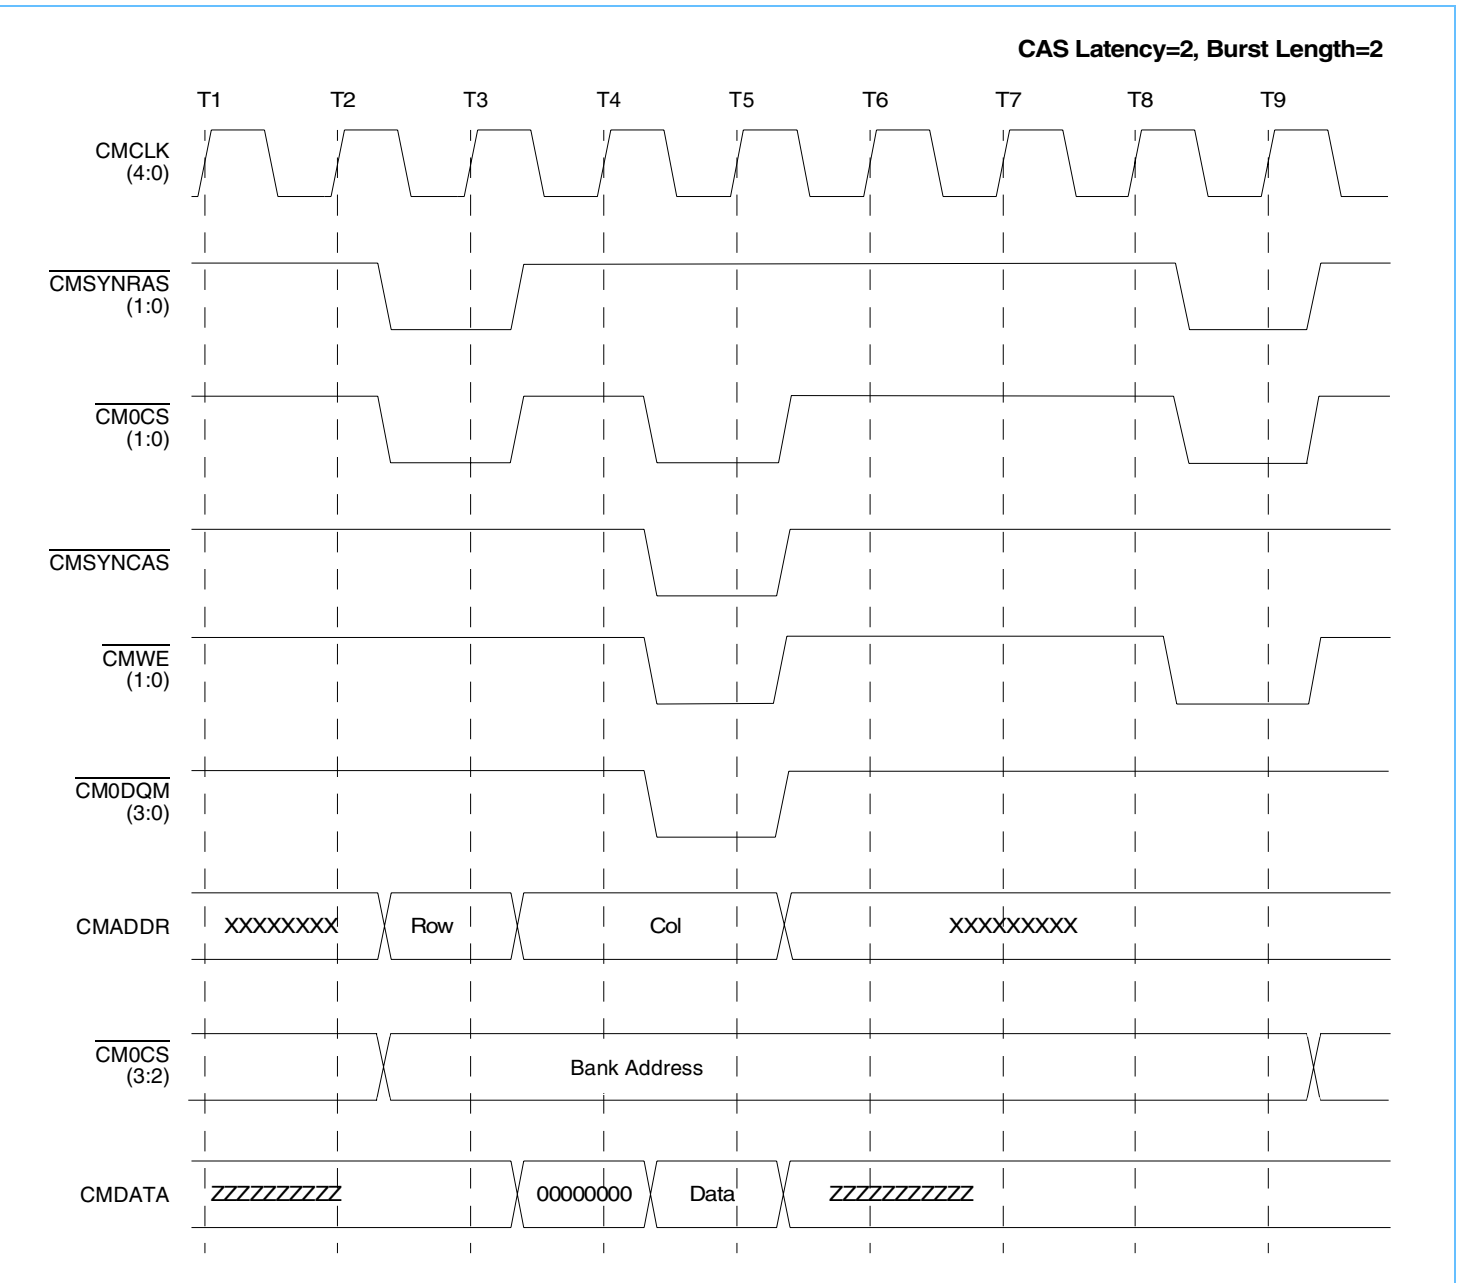 CAS Latency=2, Burst Length=2
T1 T2 T3 T4 T5 T6 T7 T8 T9
CMCLK
(4:0)
CMSYNRAS
(1:0)
CM0CS
(1:0)
CMSYNCAS
CMWE
(1:0)
CM0DQM
(3:0)
CMADDR XXXXXXXX Row Col XXXXXXXXX
CM0CS
(3:2)
Bank Address
CMDATA ZZZZZZZZZZ 00000000 Data ZZZZZZZZZZZ